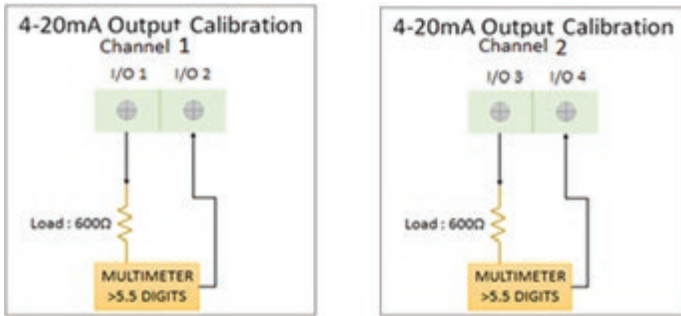 4-20mA Output Calibration
Channel 1
I/O 1 I/O 2
Load : 600Ω
MULTIMETER
>5.5 DIGITS
4-20mA Output Calibration
Channel 2
I/O 3 I/O 4
Load : 600Ω
MULTIMETER
>5.5 DIGITS